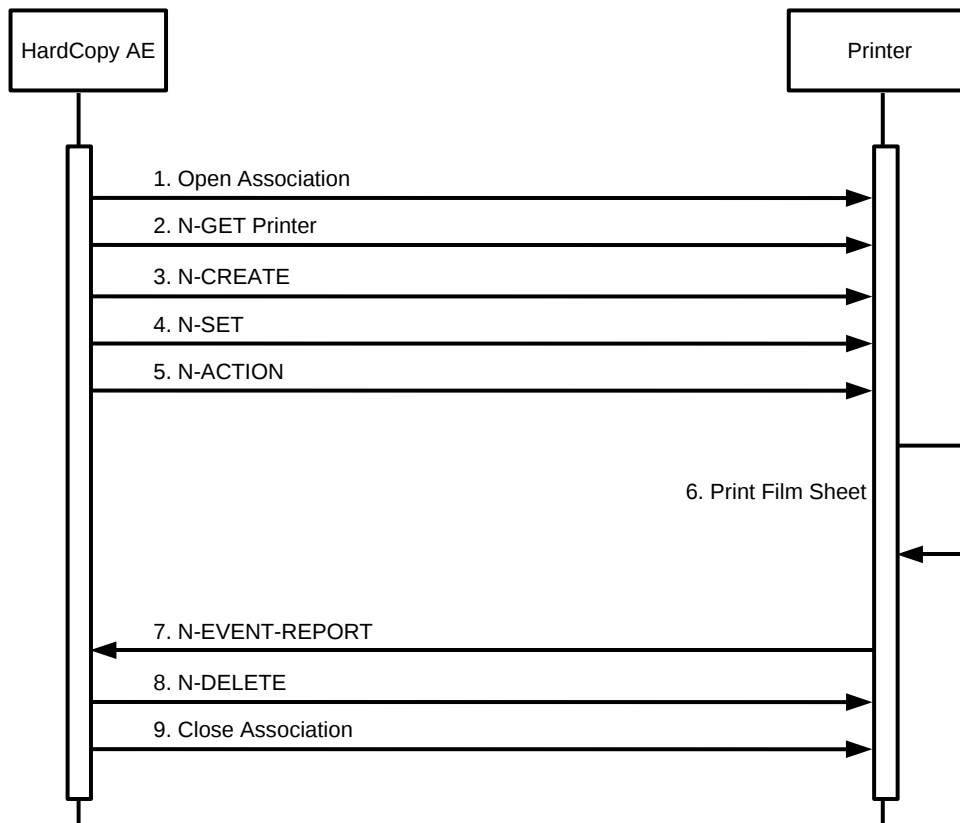 HardCopy AE
Printer
1. Open Association
2. N-GET Printer
3. N-CREATE
4. N-SET
5. N-ACTION
6. Print Film Sheet
7. N-EVENT-REPORT
8. N-DELETE
9. Close Association